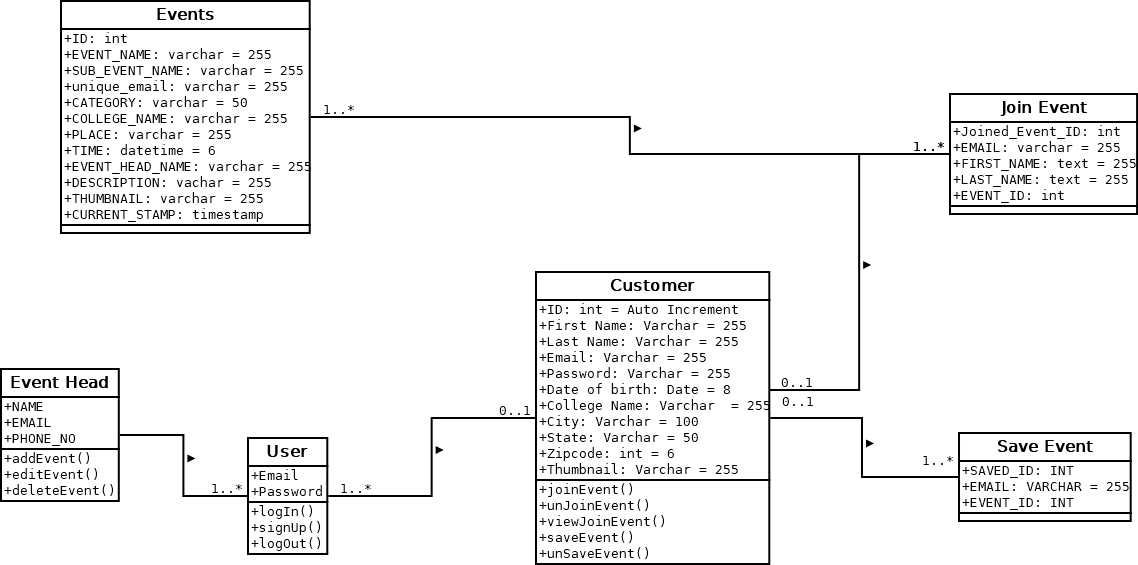 Events
+ID: int
+EVENT_NAME: varchar = 255
+SUB_EVENT_NAME: varchar = 255
+unique_email: varchar = 255
+CATEGORY: varchar = 50
+COLLEGE_NAME: varchar = 255
+PLACE: varchar = 255
+TIME: datetime = 6
+EVENT_HEAD_NAME: varchar = 255
+DESCRIPTION: vachar = 255
+THUMBNAIL: varchar = 255
+CURRENT_STAMP: timestamp
1..*
1..*
Join Event
+Joined_Event_ID: int
+EMAIL: varchar = 255
+FIRST_NAME: text = 255
+LAST_NAME: text = 255
+EVENT_ID: int
Customer
+ID: int = Auto Increment
+First Name: Varchar = 255
+Last Name: Varchar = 255
+Email: Varchar = 255
+Password: Varchar = 255
+Date of birth: Date = 8
+College Name: Varchar  = 255
+City: Varchar = 100
+State: Varchar = 50
+Zipcode: int = 6
+Thumbnail: Varchar = 255
+joinEvent()
+unJoinEvent()
+viewJoinEvent()
+saveEvent()
+unSaveEvent()
0..1
0..1
0..1
Event Head
+NAME
+EMAIL
+PHONE_NO
+addEvent()
+editEvent()
+deleteEvent()
1..*
User
+Email
+Password
+logIn()
+signUp()
+logOut()
1..*
1..*
Save Event
+SAVED_ID: INT
+EMAIL: VARCHAR = 255
+EVENT_ID: INT